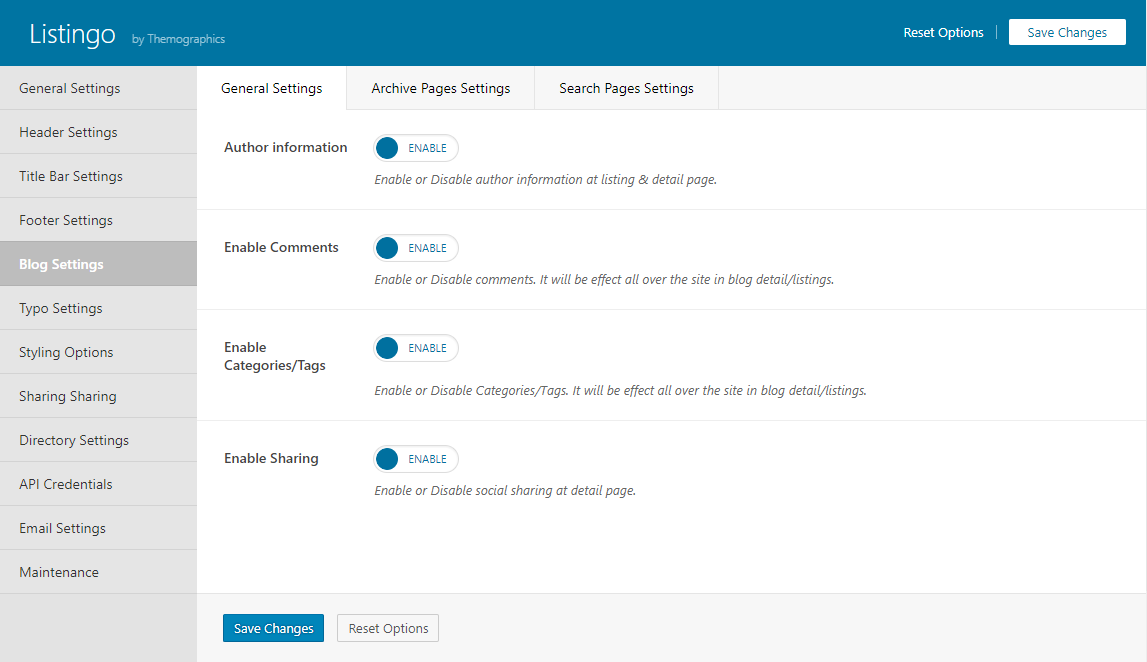 Listingo by Themographics
Reset Options
Save Changes
General Settings
Header Settings
Title Bar Settings
Footer Settings
Blog Settings
Typo Settings
Styling Options
Sharing Sharing
Directory Settings
API Credentials
Email Settings
Maintenance
General Settings
Archive Pages Settings
Search Pages Settings
Author information
ENABLE
Enable or Disable author information at listing & detail page.
Enable Comments
ENABLE
Enable or Disable comments. It will be effect all over the site in blog detail/listings.
Enable
Categories/Tags
ENABLE
Enable or Disable Categories/Tags. It will be effect all over the site in blog detail/listings.
Enable Sharing
ENABLE
Enable or Disable social sharing at detail page.
Save Changes
Reset Options